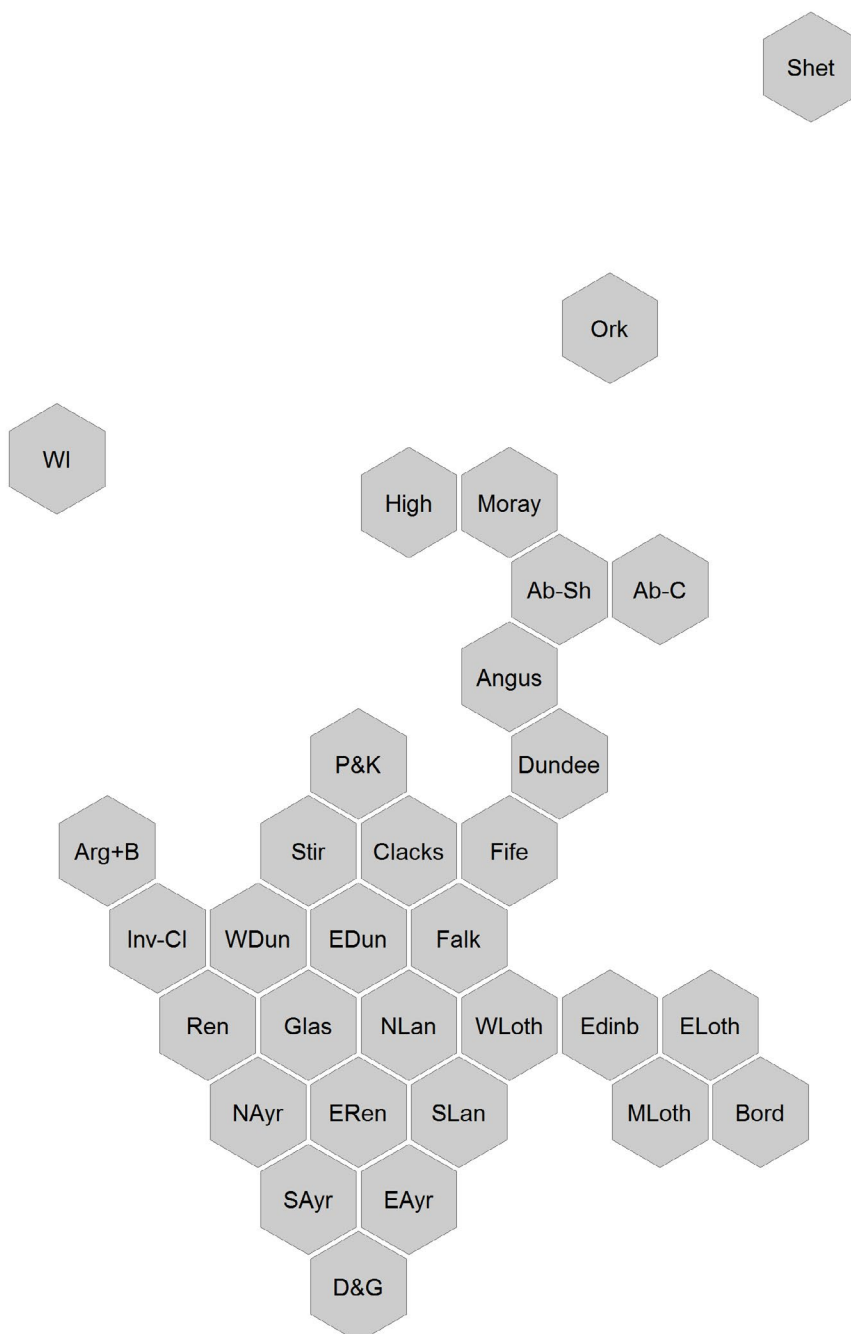 Shet
Ork
WI
High
Moray
Ab-Sh
Ab-C
Angus
P&K
Dundee
Arg+B
Stir
Clacks
Fife
Inv-Cl
WDun
EDun
Falk
Ren
Glas
NLan
WLoth
Edinb
ELoth
NAyr
ERen
SLan
MLoth
Bord
SAyr
EAyr
D&G